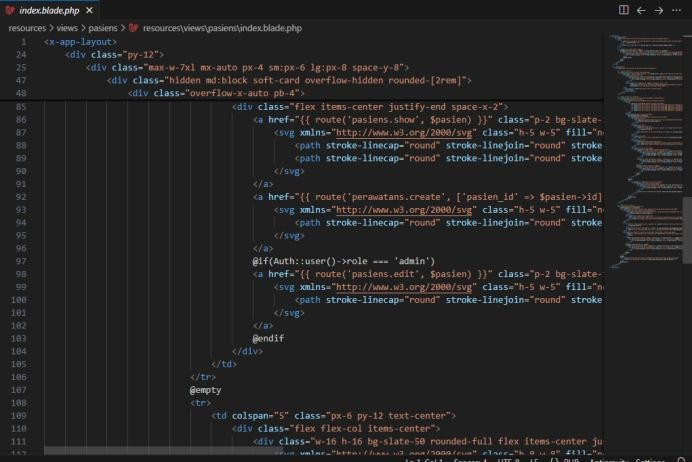 index.blade.php
resources > views > pasiens > resources\views\pasiens\index.blade.php
1 <x-app-layout>
24 <div class="py-12">
25 <div class="max-w-7xl mx-auto px-4 sm:px-6 lg:px-8 space-y-8">
47 <div class="hidden md:block soft-card overflow-hidden rounded-[2rem]">
48 <div class="overflow-x-auto pb-4">
85 <div class="flex items-center justify-end space-x-2">
86 <a href="{{ route('pasiens.show', $pasien) }}" class="p-2 bg-slate-
87 <svg xmlns="http://www.w3.org/2000/svg" class="h-5 w-5" fill="no
88 <path stroke-linecap="round" stroke-linejoin="round" stroke
89 <path stroke-linecap="round" stroke-linejoin="round" stroke
90 </svg>
91 </a>
92 <a href="{{ route('perawatans.create', ['pasien_id' => $pasien->id]
93 <svg xmlns="http://www.w3.org/2000/svg" class="h-5 w-5" fill="no
94 <path stroke-linecap="round" stroke-linejoin="round" stroke
95 </svg>
96 </a>
97 @if(Auth::user()->role === 'admin')
98 <a href="{{ route('pasiens.edit', $pasien) }}" class="p-2 bg-slate-
99 <svg xmlns="http://www.w3.org/2000/svg" class="h-5 w-5" fill="no
100 <path stroke-linecap="round" stroke-linejoin="round" stroke
101 </svg>
102 </a>
103 @endif
104 </div>
105 </td>
106 </tr>
107 @empty
108 <tr>
109 <td colspan="5" class="px-6 py-12 text-center">
110 <div class="flex flex-col items-center">
111 <div class="w-16 h-16 bg-slate-50 rounded-full flex items-center ju